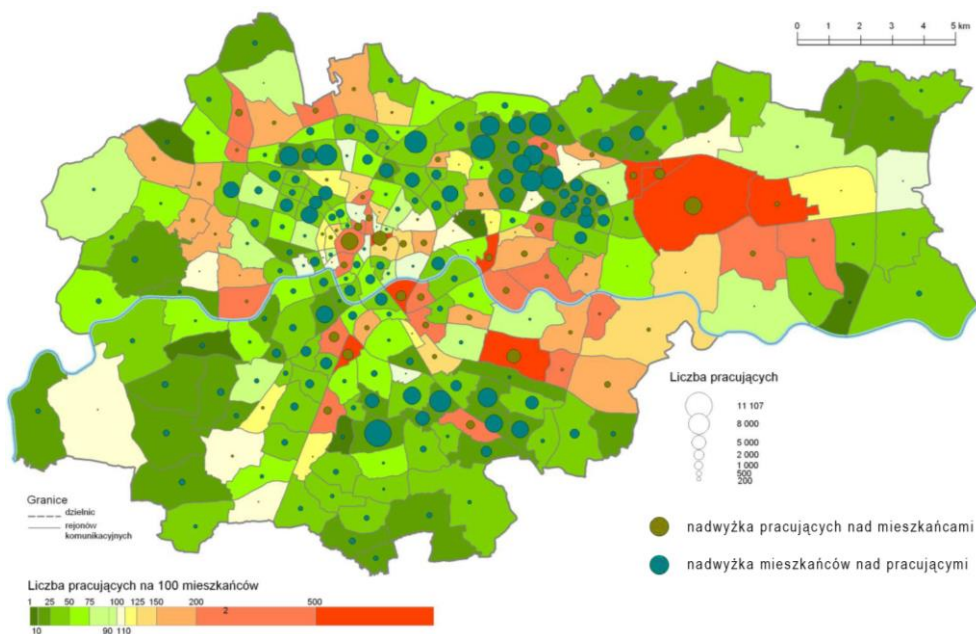 0 1 2 3 4 5 km
Liczba pracujących
11 107
8 000
5 000
2 000
1 000
500
200
Granice
dzielnic
rejonów
komunikacyjnych
nadwyżka pracujących nad mieszkańcami
nadwyżka mieszkańców nad pracującymi
Liczba pracujących na 100 mieszkańców
1 25 50 75 100 125 150 200 500
2
10 90 110